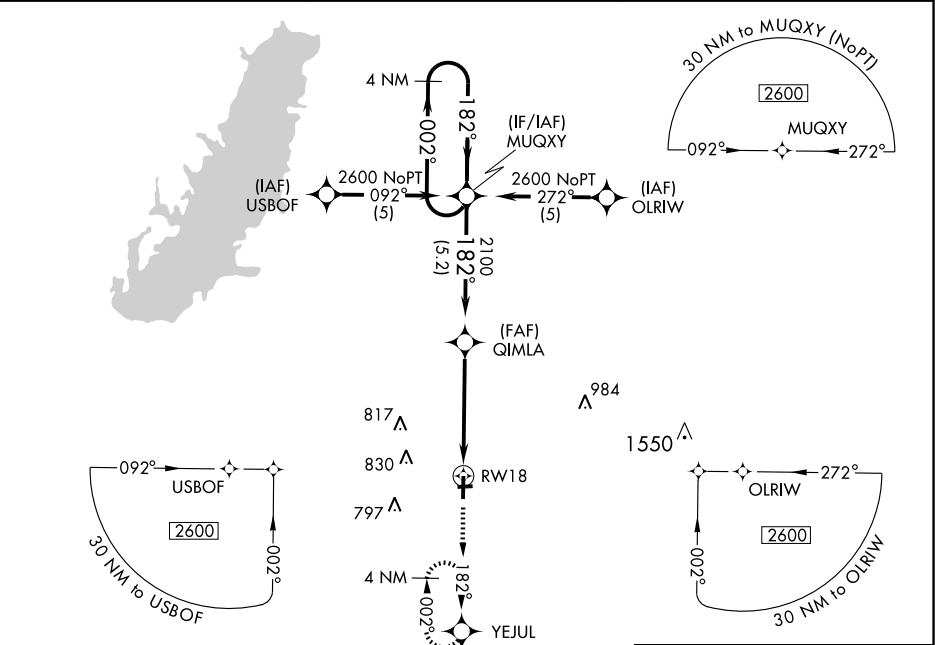 30 NM to MUQXY (NoPT)
2600
MUQXY
092°
272°
4 NM
002°
182°
(IF/IAF)
MUQXY
(IAF)
USBOF
2600 NoPT
092°
(5)
2600 NoPT
272°
(5)
(IAF)
OLRIW
2100
182°
(5.2)
(FAF)
QIMLA
984
817
1550
830
RW18
797
092°
USBOF
2600
002°
30 NM to USBOF
272°
OLRIW
2600
002°
30 NM to OLRIW
4 NM
182°
002°
YEJUL